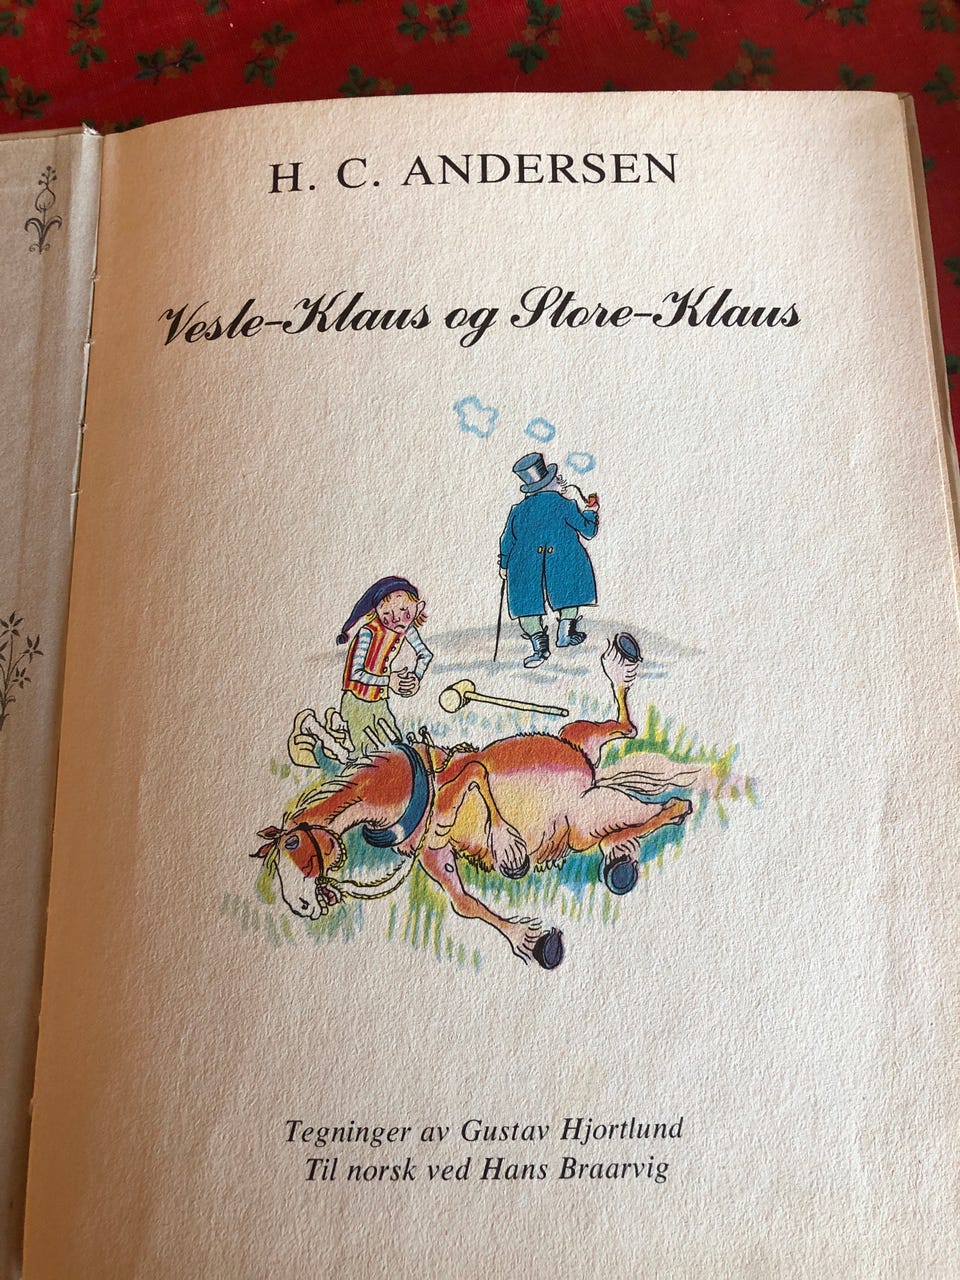 H. C. ANDERSEN
Vesle-Klaus og Store-Klaus
Tegninger av Gustav Hjortlund
Til norsk ved Hans Braarvig